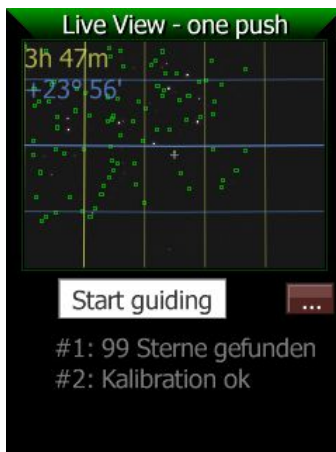 Live View - one push
3h 47m
+23° 56'
Start guiding
...
#1: 99 Sterne gefunden
#2: Kalibration ok